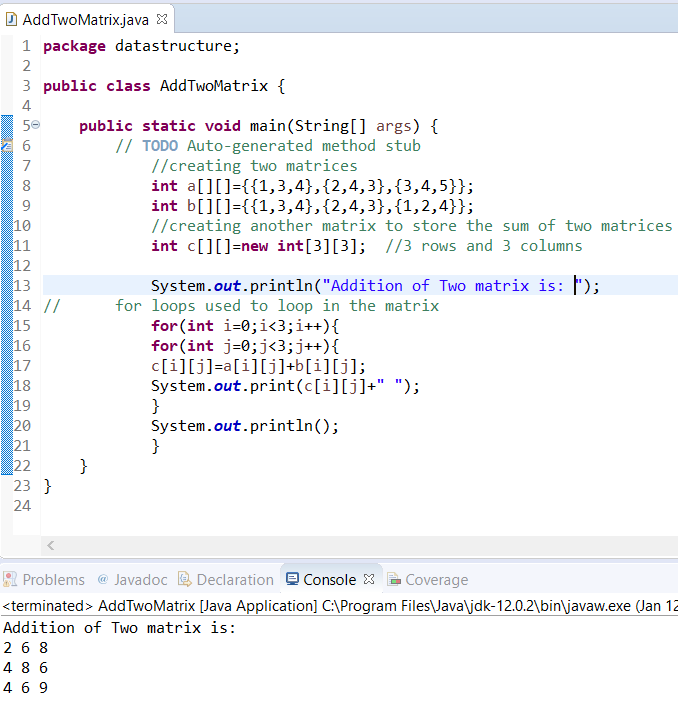 AddTwoMatrix.java
1 package datastructure;
2
3 public class AddTwoMatrix {
4
5     public static void main(String[] args) {
6         // TODO Auto-generated method stub
7             //creating two matrices
8             int a[][]={{1,3,4},{2,4,3},{3,4,5}};
9             int b[][]={{1,3,4},{2,4,3},{1,2,4}};
10            //creating another matrix to store the sum of two matrices
11            int c[][]=new int[3][3];  //3 rows and 3 columns
12
13            System.out.println("Addition of Two matrix is: ");
14 //      for loops used to loop in the matrix
15            for(int i=0;i<3;i++){
16            for(int j=0;j<3;j++){
17            c[i][j]=a[i][j]+b[i][j];
18            System.out.print(c[i][j]+" ");
19            }
20            System.out.println();
21            }
22    }
23 }
24
Problems @ Javadoc Declaration Console Coverage
<terminated> AddTwoMatrix [Java Application] C:\Program Files\Java\jdk-12.0.2\bin\javaw.exe (Jan 12
Addition of Two matrix is:
2 6 8
4 8 6
4 6 9